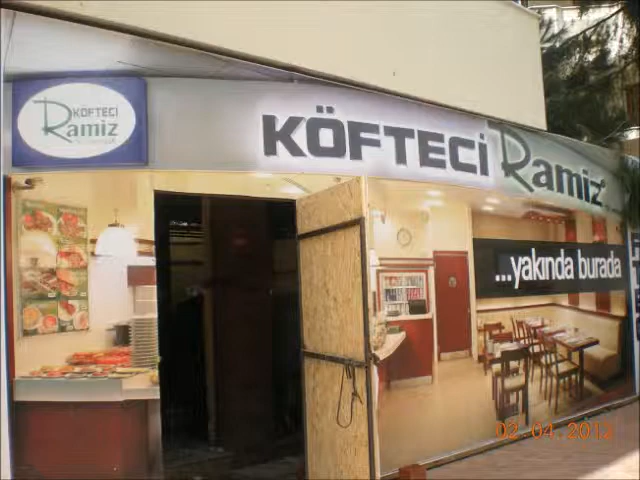 KÖFTECİ
Ramiz
KÖFTECİ Ramiz
...yakında burada
02.04.2012